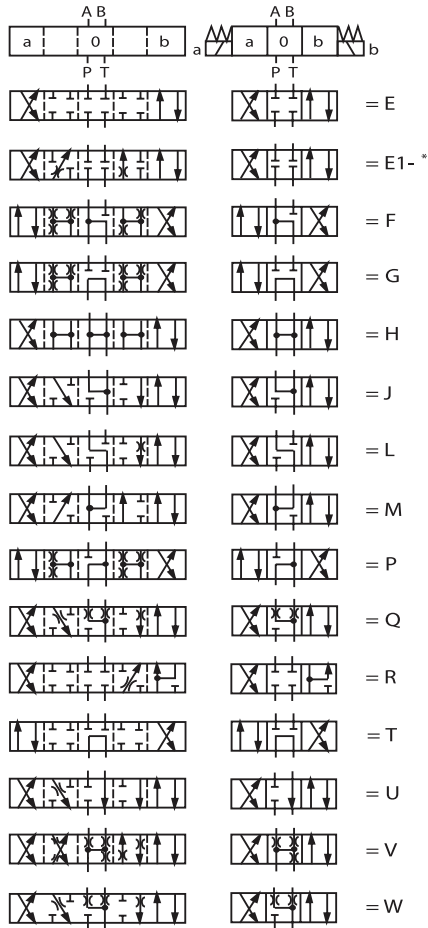 A B A B
a 0 b a a 0 b b
P T P T
= E
= E1- *
= F
= G
= H
= J
= L
= M
= P
= Q
= R
= T
= U
= V
= W